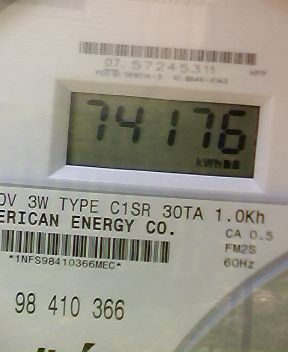 07 57245311
74176
kWh
0V 3W TYPE C1SR 30TA 1.0Kh
ERICAN ENERGY CO.
CA 0.5
FM2S
*1NFS98410366MEC*
60Hz
98 410 366